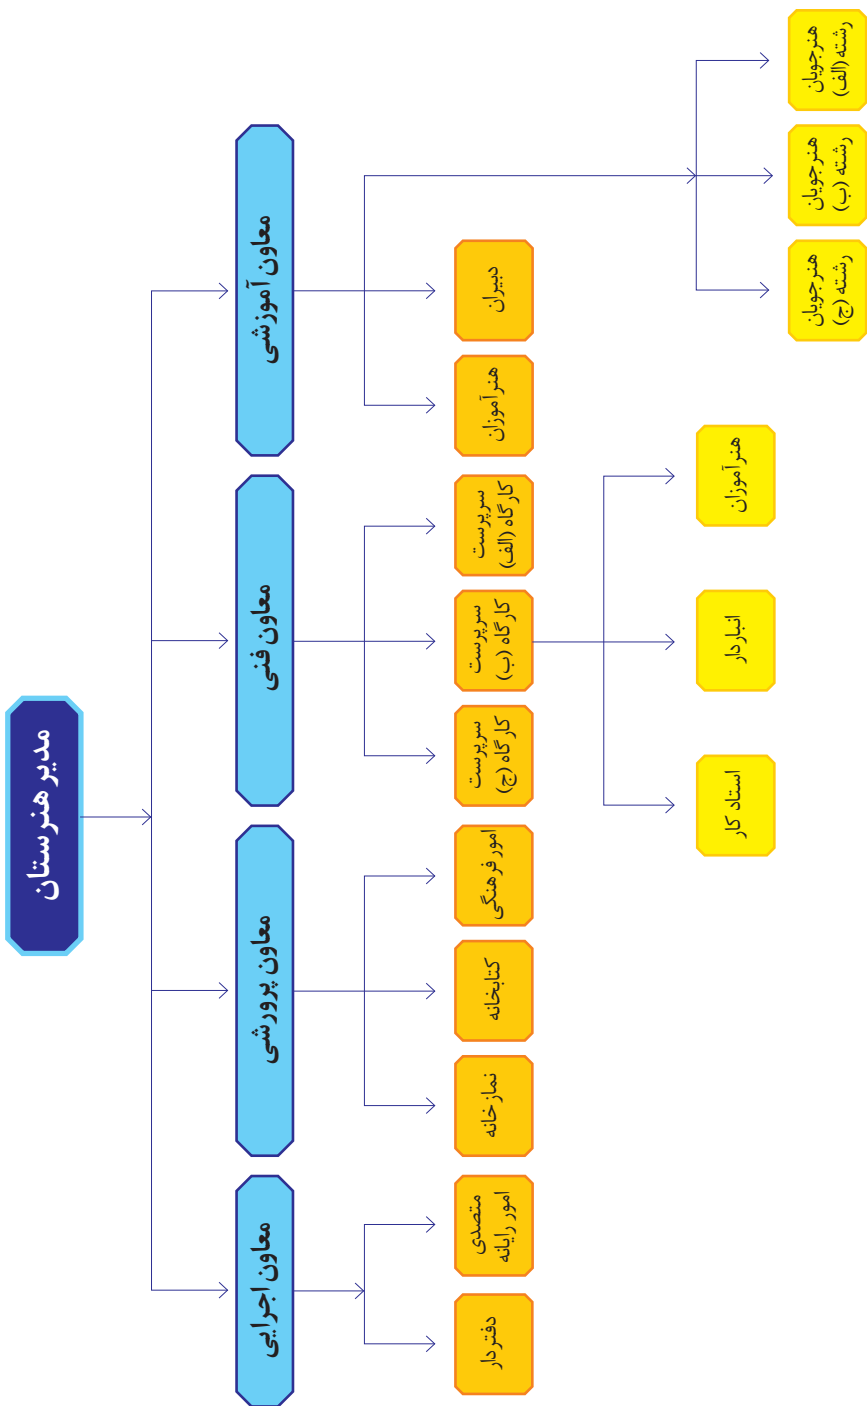 مدیر هنرستان
معاون آموزشی
معاون فنی
معاون پرورشی
معاون اجرایی
دبیران
هنرآموزان
سرپرست
کارگاه (الف)
سرپرست
کارگاه (ب)
سرپرست
کارگاه (ج)
امور فرهنگی
کتابخانه
نمازخانه
متصدی
امور رایانه
دفتردار
هنرجویان
رشته (الف)
هنرجویان
رشته (ب)
هنرجویان
رشته (ج)
هنرآموزان
انباردار
استاد کار